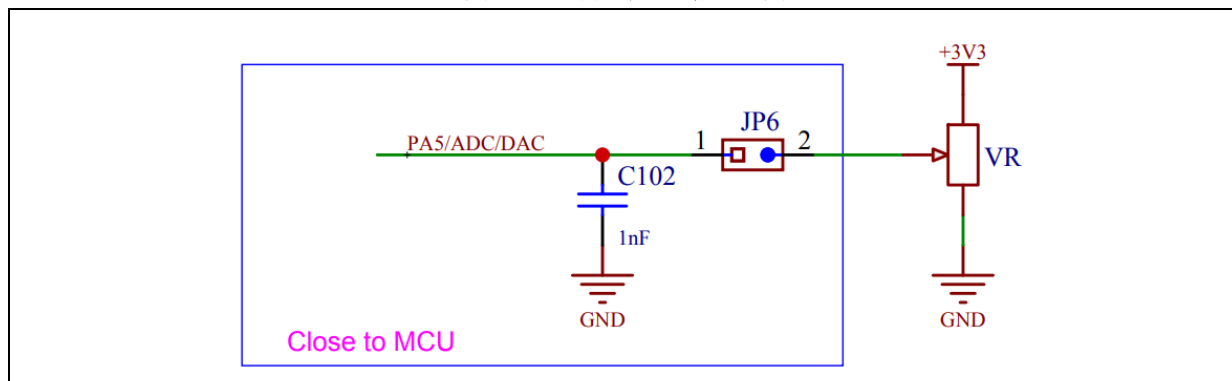 +3V3
JP6
PA5/ADC/DAC
1
2
VR
C102
1nF
GND
GND
Close to MCU